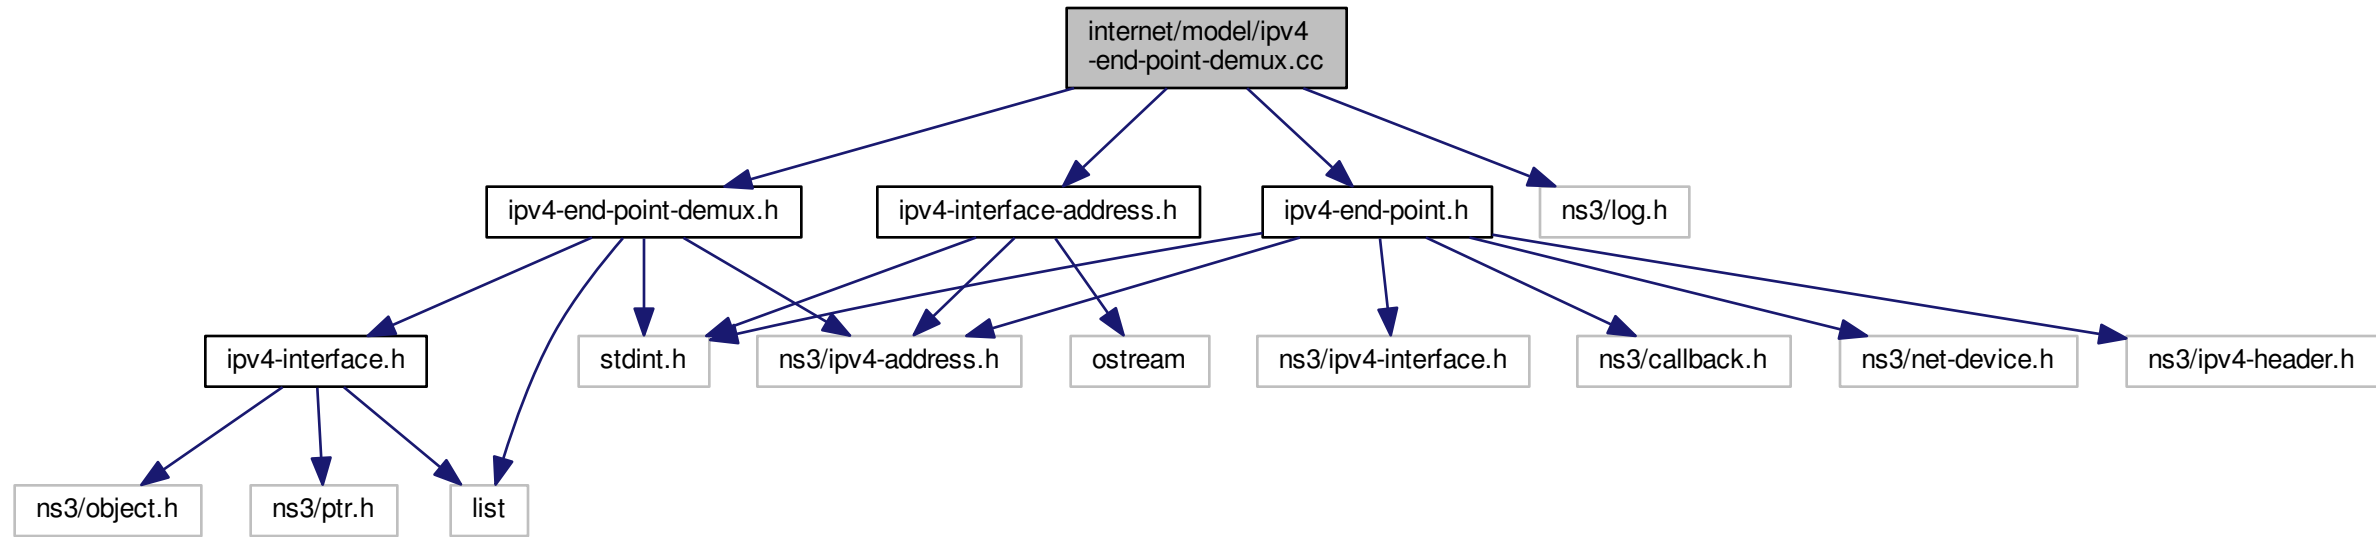 internet/model/ipv4
-end-point-demux.cc
ipv4-end-point-demux.h
ipv4-interface-address.h
ipv4-end-point.h
ns3/log.h
ipv4-interface.h
stdint.h
ns3/ipv4-address.h
ostream
ns3/ipv4-interface.h
ns3/callback.h
ns3/net-device.h
ns3/ipv4-header.h
ns3/object.h
ns3/ptr.h
list